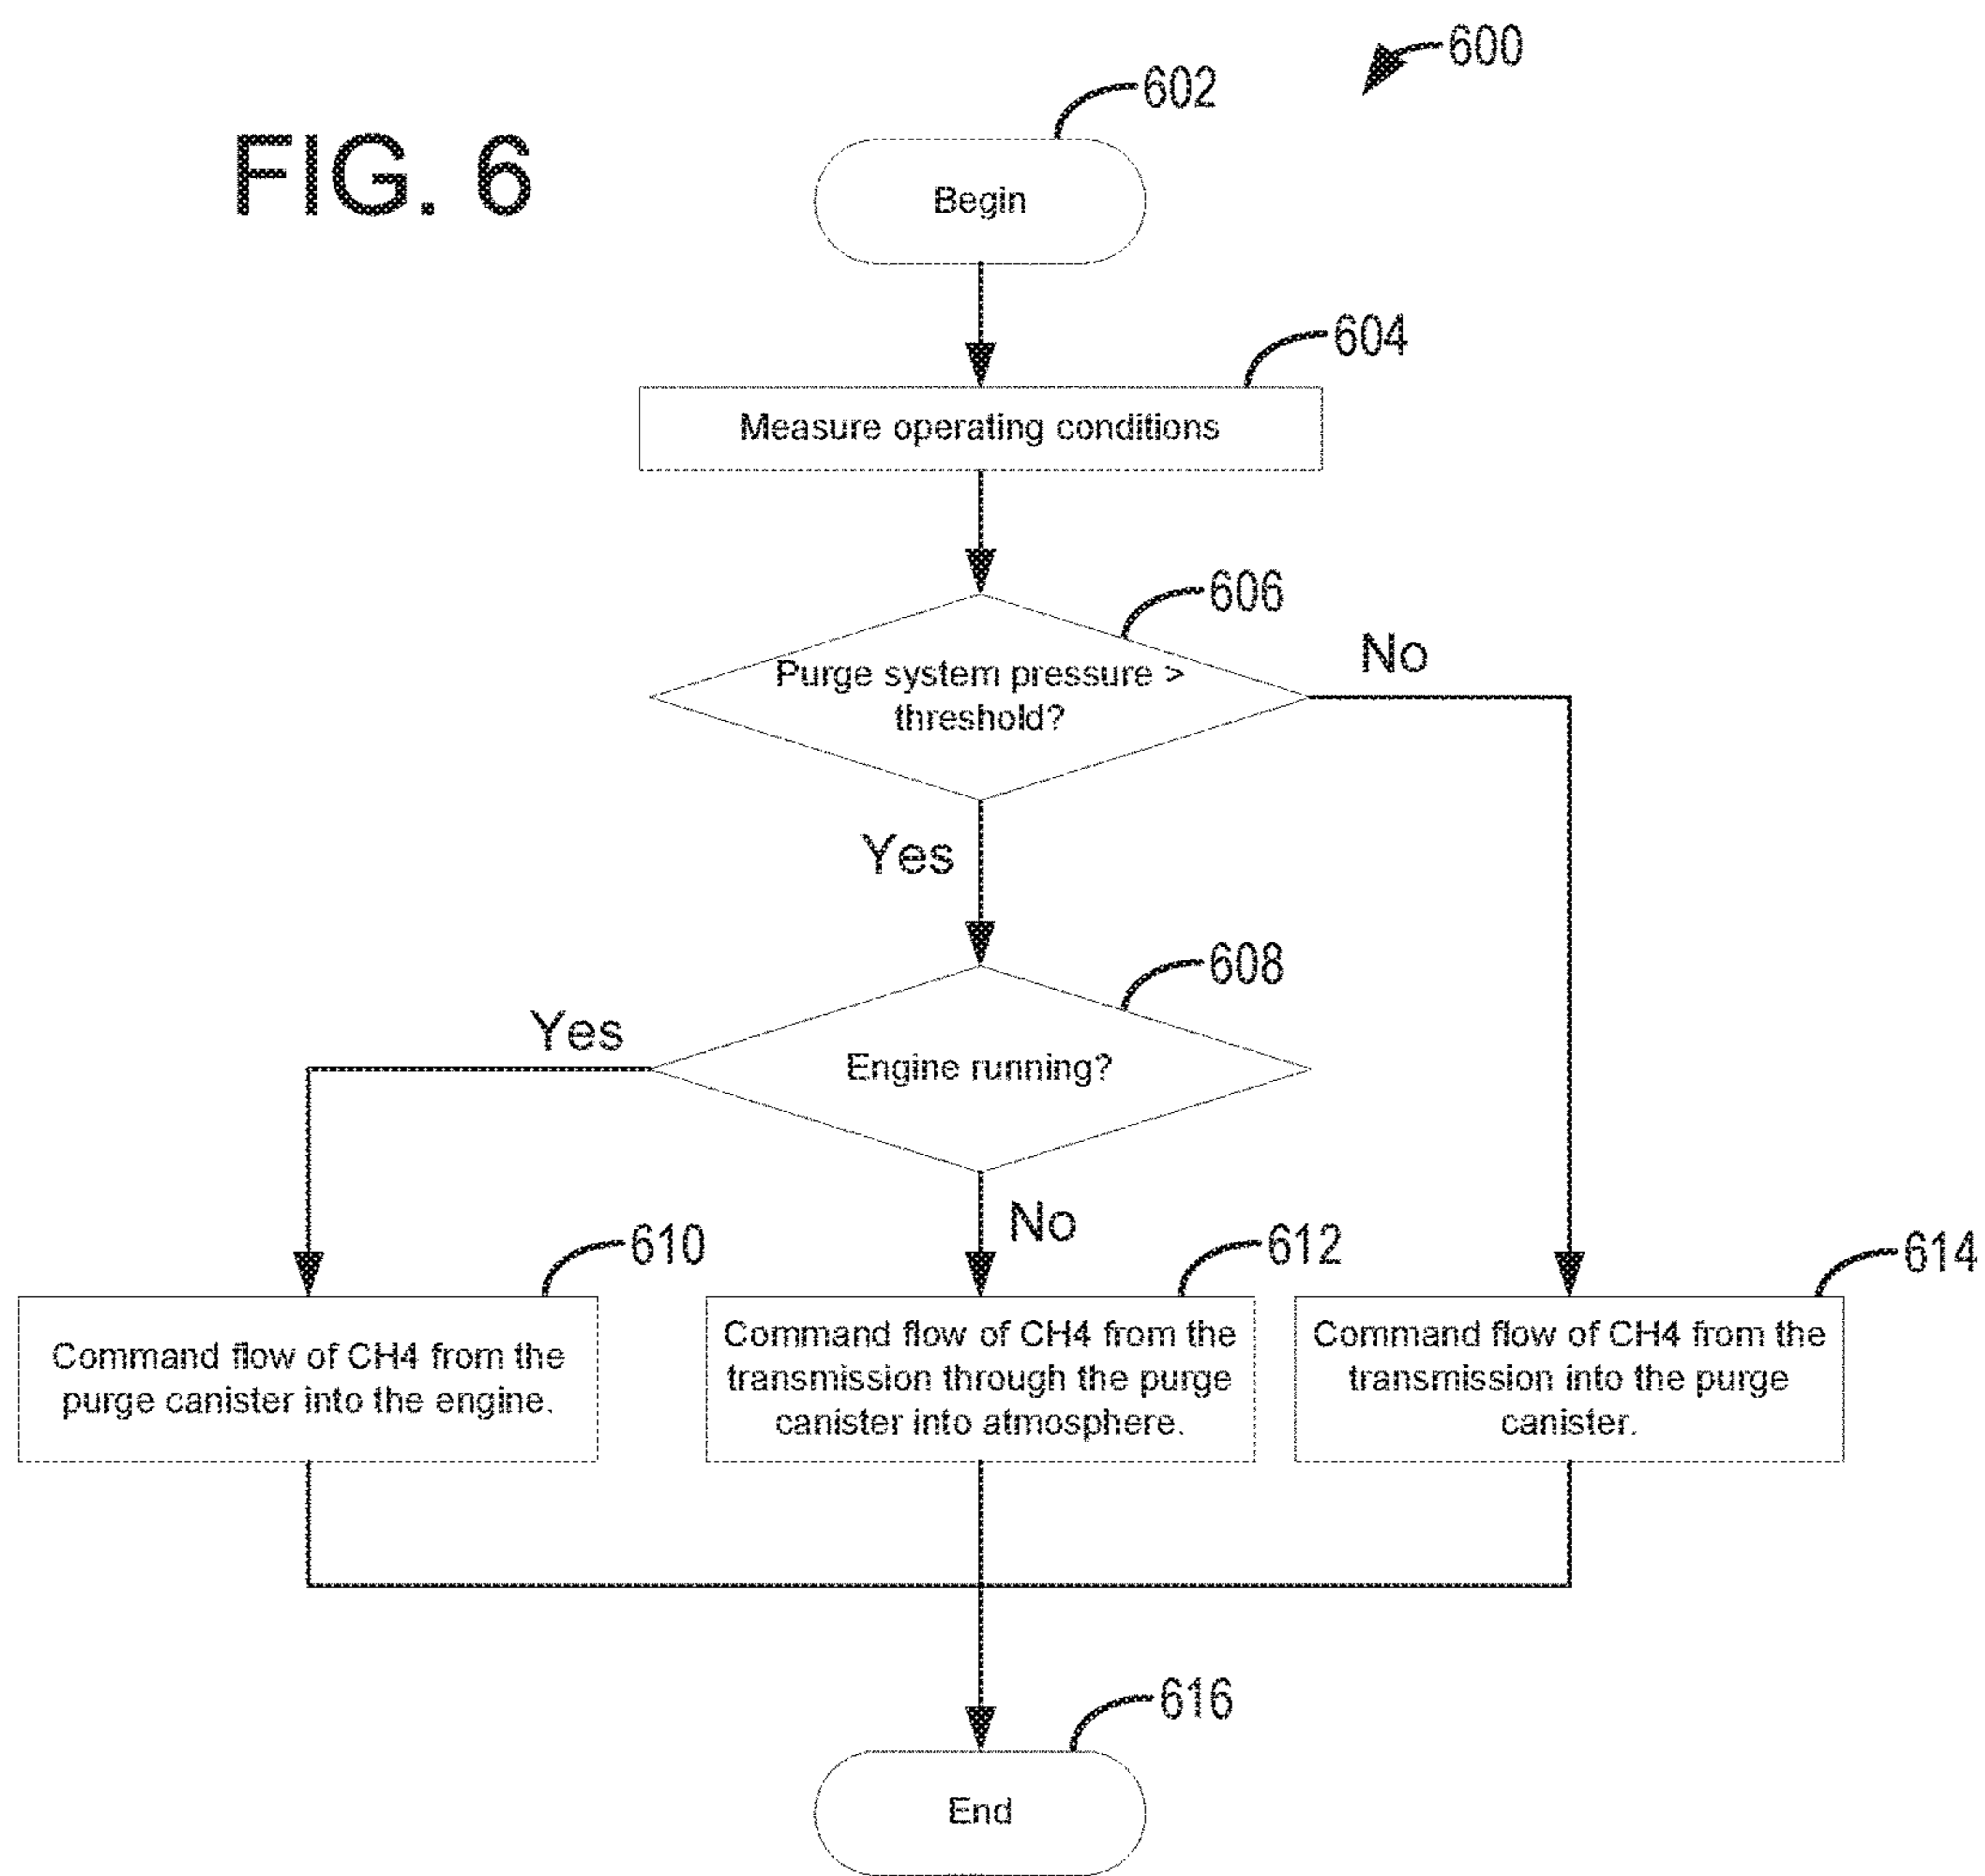 600
602
FIG. 6
Begin
604
Measure operating conditions
606
No
Purge system pressure >
threshold?
Yes
608
Yes
Engine running?
No
610
612
614
Command flow of CH4 from the
purge canister into the engine.
Command flow of CH4 from the
transmission through the purge
canister into atmosphere.
Command flow of CH4 from the
transmission into the purge
canister.
616
End